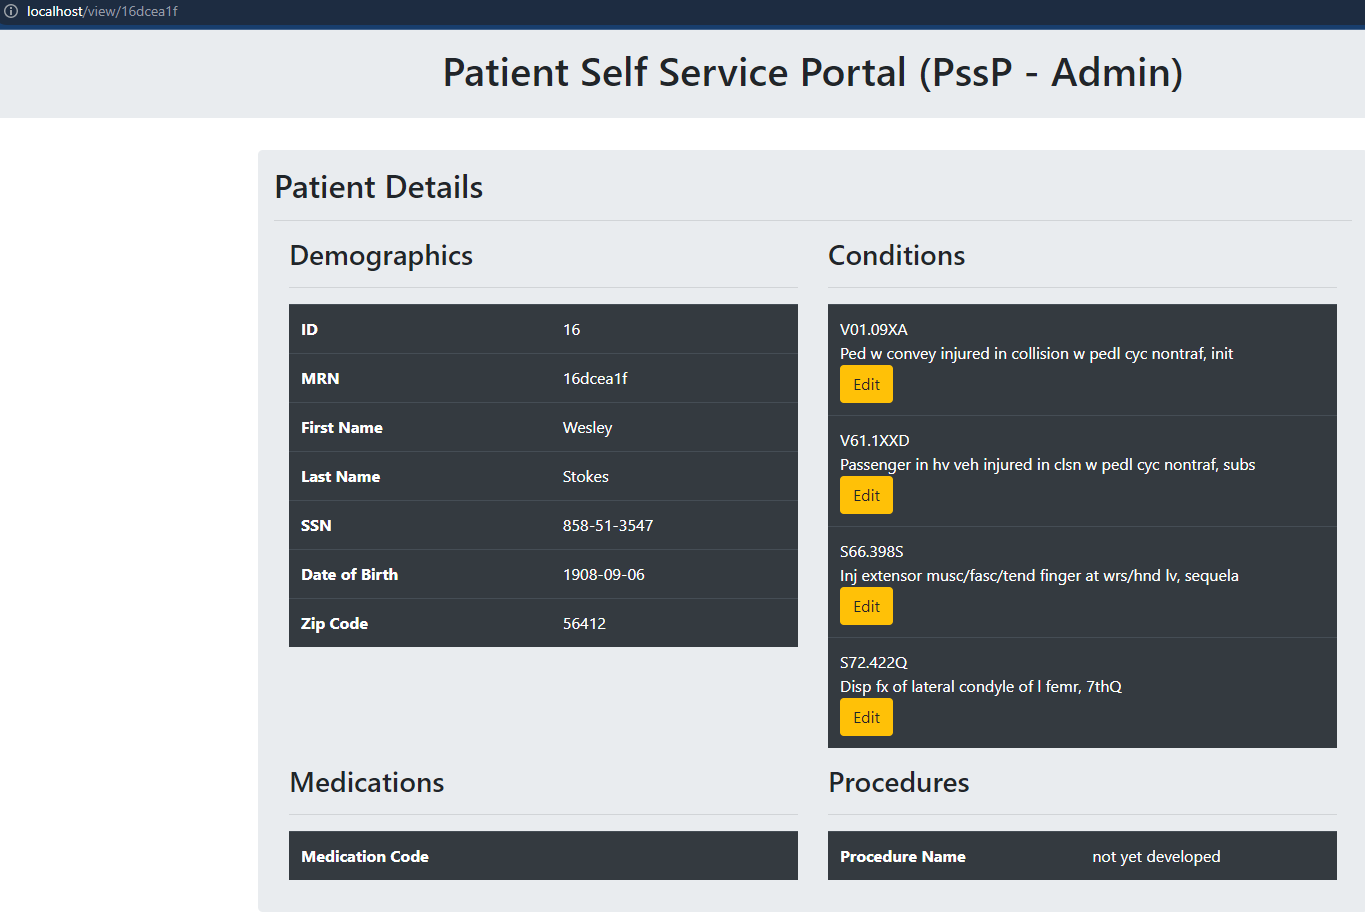 localhost/view/16dcea1f
Patient Self Service Portal (PssP - Admin)
Patient Details
Demographics
ID 16
MRN 16dcea1f
First Name Wesley
Last Name Stokes
SSN 858-51-3547
Date of Birth 1908-09-06
Zip Code 56412
Conditions
V01.09XA
Ped w convey injured in collision w pedl cyc nontraf, init
Edit
V61.1XXD
Passenger in hv veh injured in clsn w pedl cyc nontraf, subs
Edit
S66.398S
Inj extensor musc/fasc/tend finger at wrs/hnd lv, sequela
Edit
S72.422Q
Disp fx of lateral condyle of l femr, 7thQ
Edit
Medications
Medication Code
Procedures
Procedure Name not yet developed